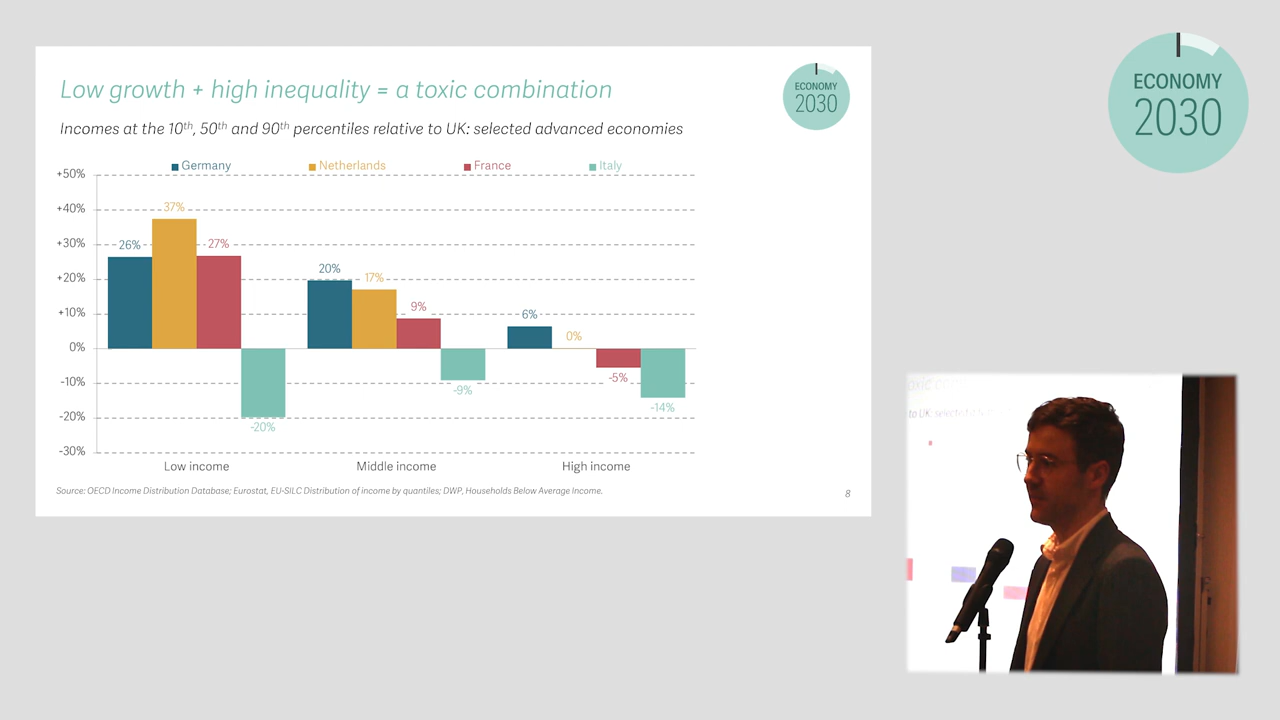 Low growth + high inequality = a toxic combination
ECONOMY
2030
Incomes at the 10th, 50th and 90th percentiles relative to UK: selected advanced economies
Germany Netherlands France Italy
+50%
+40%
+30%
+20%
+10%
0%
-10%
-20%
-30%
26% 37% 27% -20%
20% 17% 9% -9%
6% 0% -5% -14%
Low income Middle income High income
Source: OECD Income Distribution Database; Eurostat, EU-SILC Distribution of income by quantiles; DWP, Households Below Average Income.
8
ECONOMY
2030
to UK: selected